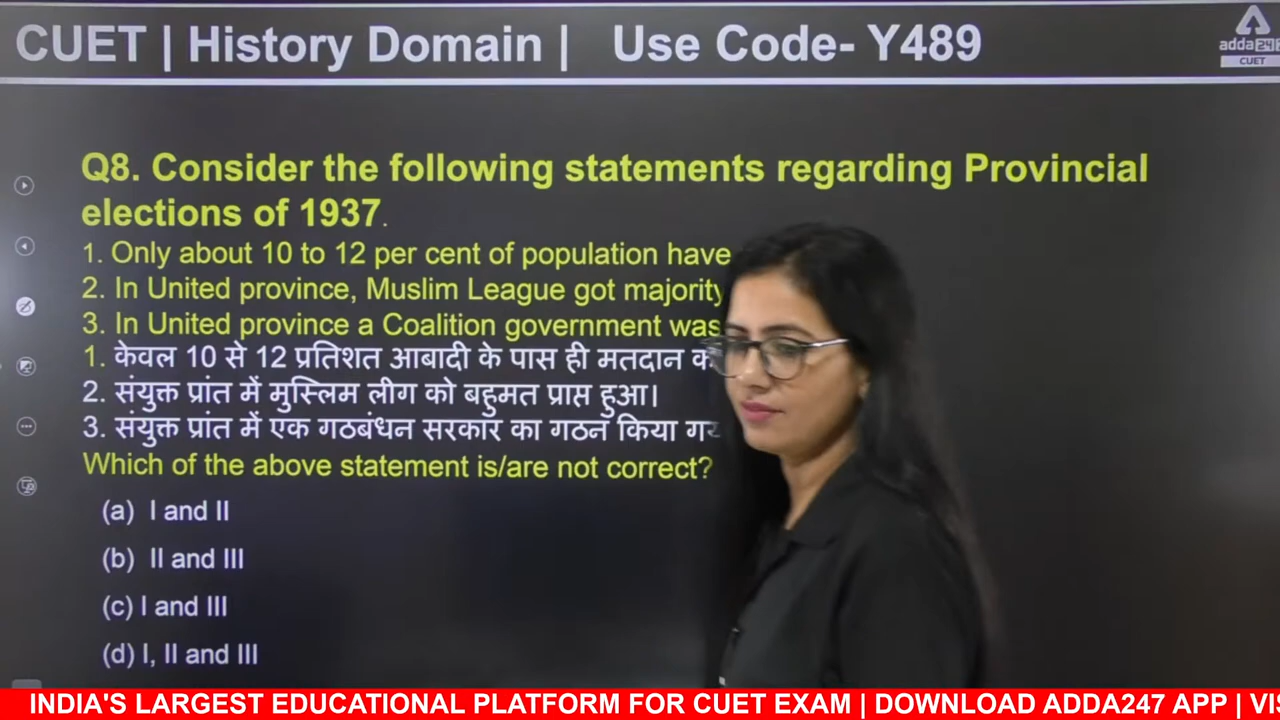 CUET | History Domain | Use Code- Y489
adda247
CUET
Q8. Consider the following statements regarding Provincial
elections of 1937.
1. Only about 10 to 12 per cent of population have
2. In United province, Muslim League got majority
3. In United province a Coalition government was
1. केवल 10 से 12 प्रतिशत आबादी के पास ही मतदान
2. संयुक्त प्रांत में मुस्लिम लीग को बहुमत प्राप्त हुआ।
3. संयुक्त प्रांत में एक गठबंधन सरकार का गठन किया
Which of the above statement is/are not correct?
(a) I and II
(b) II and III
(c) I and III
(d) I, II and III
INDIA'S LARGEST EDUCATIONAL PLATFORM FOR CUET EXAM | DOWNLOAD ADDA247 APP |